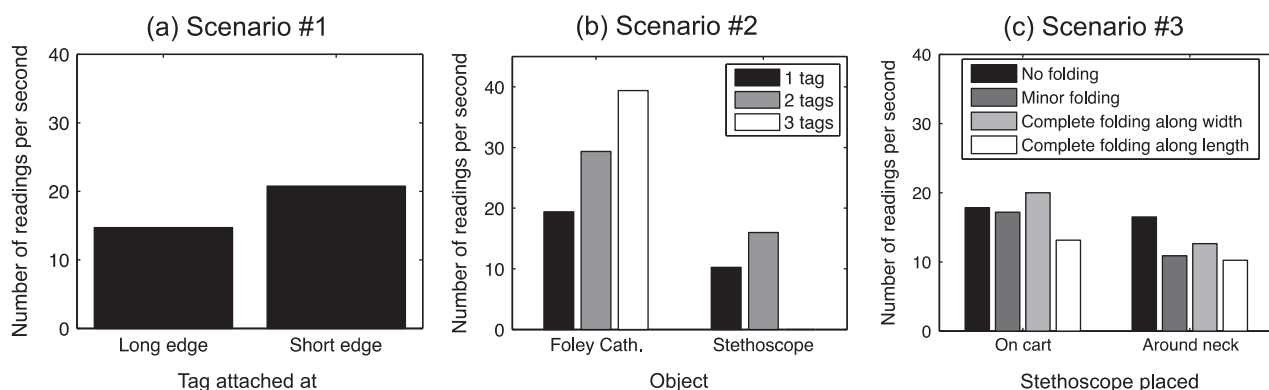 (a) Scenario #1
Number of readings per second
40
30
20
10
0
Long edge
Short edge
Tag attached at
(b) Scenario #2
Number of readings per second
40
30
20
10
0
1 tag
2 tags
3 tags
Foley Cath.
Stethoscope
Object
(c) Scenario #3
Number of readings per second
40
30
20
10
0
No folding
Minor folding
Complete folding along width
Complete folding along length
On cart
Around neck
Stethoscope placed